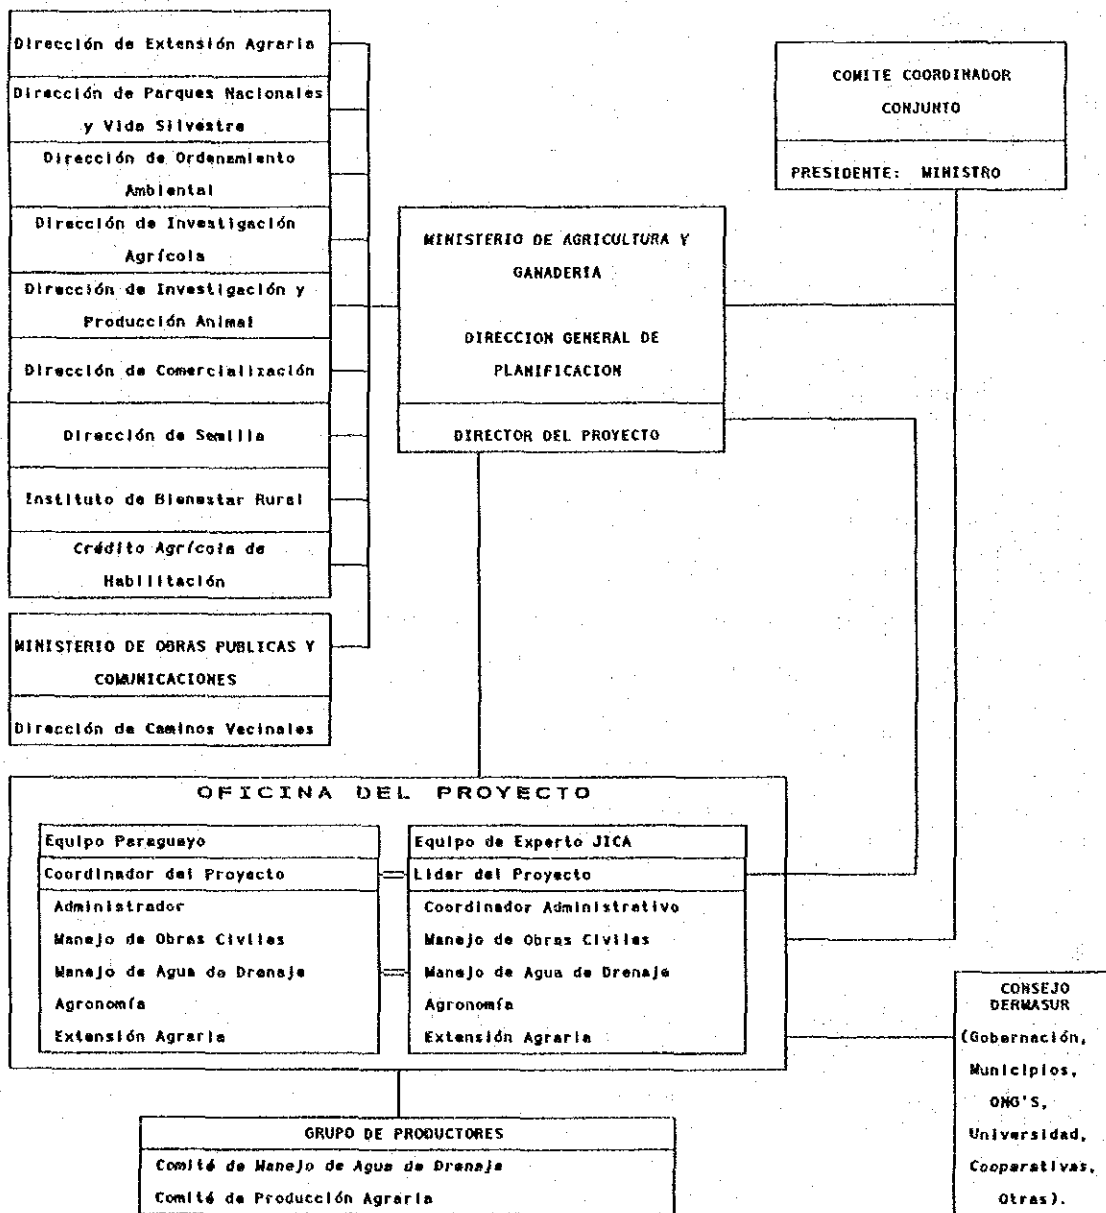 Dirección de Extensión Agraria
Dirección de Parques Nacionales
y Vida Silvestre
Dirección de Ordenamiento
Ambiental
Dirección de Investigación
Agrícola
Dirección de Investigación y
Producción Animal
Dirección de Comercialización
Dirección de Semilla
Instituto de Bienestar Rural
Crédito Agrícola de
Habilitación
MINISTERIO DE OBRAS PUBLICAS Y
COMUNICACIONES
Dirección de Caminos Vecinales
MINISTERIO DE AGRICULTURA Y
GANADERIA
DIRECCION GENERAL DE
PLANIFICACION
DIRECTOR DEL PROYECTO
COMITE COORDINADOR
CONJUNTO
PRESIDENTE: MINISTRO
OFICINA DEL PROYECTO
Equipo Paraguayo
Coordinador del Proyecto
Administrador
Manejo de Obras Civiles
Manejo de Agua de Drenaje
Agronomía
Extensión Agraria
Equipo de Experto JICA
Lider del Proyecto
Coordinador Administrativo
Manejo de Obras Civiles
Manejo de Agua de Drenaje
Agronomía
Extensión Agraria
CONSEJO
DERMASUR
(Gobernación,
Municipios,
ONG'S,
Universidad,
Cooperativas,
Otras).
GRUPO DE PRODUCTORES
Comité de Manejo de Agua de Drenaje
Comité de Producción Agraria